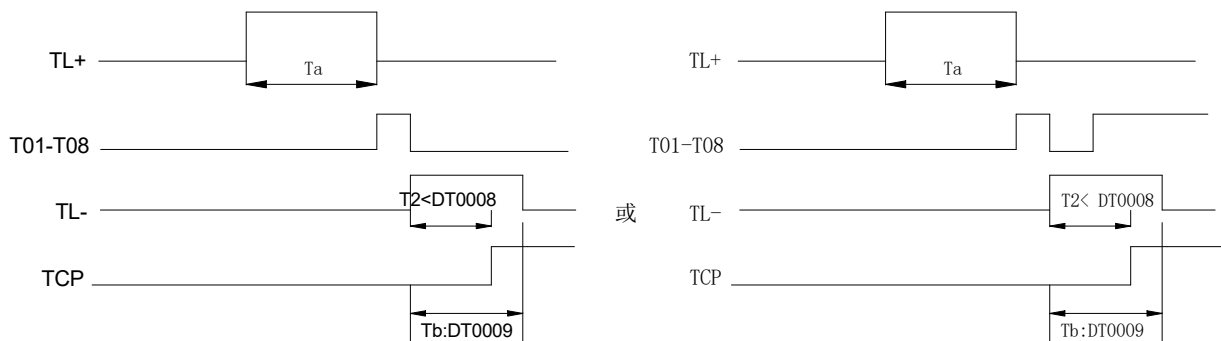 TL+
Ta
T01-T08
TL-
T2<DT0008
TCP
Tb:DT0009
或
TL+
Ta
T01-T08
TL-
T2< DT0008
TCP
Tb:DT0009